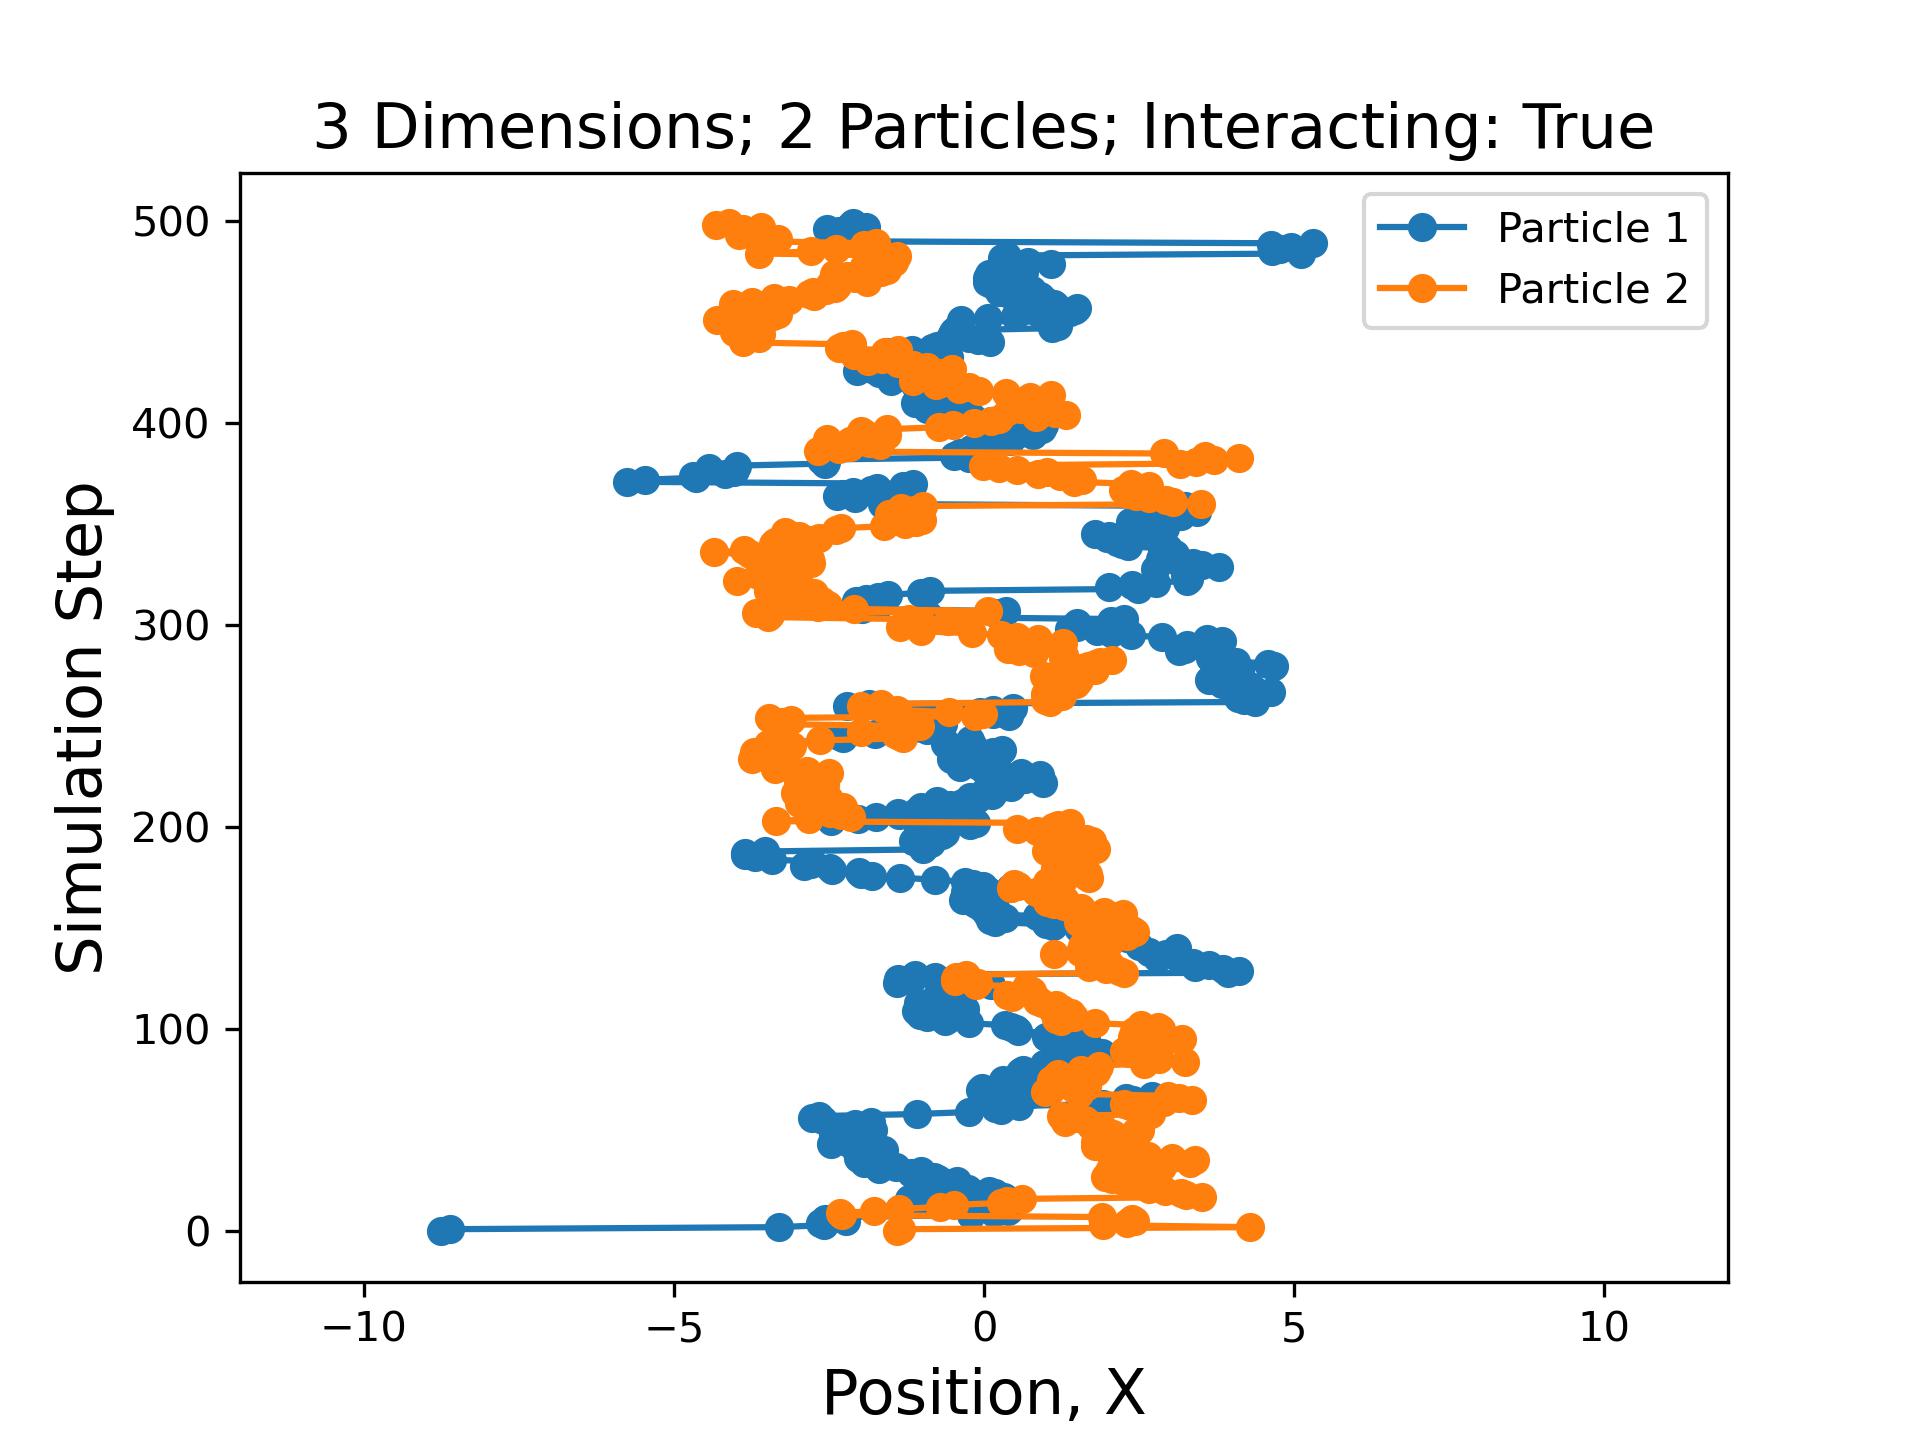 3 Dimensions; 2 Particles; Interacting: True
Particle 1
Particle 2
Simulation Step
500
400
300
200
100
0
−10
−5
0
5
10
Position, X